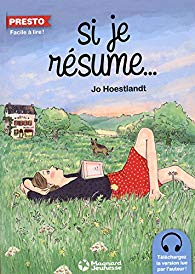 PRESTO
Facile à lire !
si je
résume...
Jo Hoestlandt
Magnard
Jeunesse
Téléchargez
la version lue
par l'auteur !